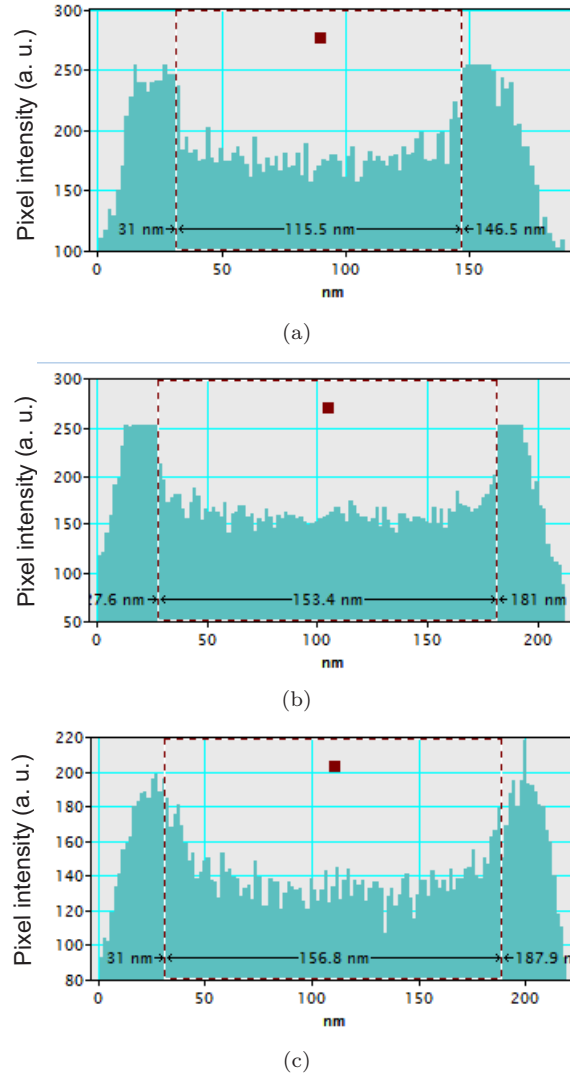 300
250
200
150
100
Pixel intensity (a. u.)
31 nm
115.5 nm
146.5 nm
0
50
100
150
nm
(a)
300
250
200
150
100
50
Pixel intensity (a. u.)
27.6 nm
153.4 nm
181 nm
0
50
100
150
200
nm
(b)
220
200
180
160
140
120
100
80
Pixel intensity (a. u.)
31 nm
156.8 nm
187.9 n
0
50
100
150
200
nm
(c)